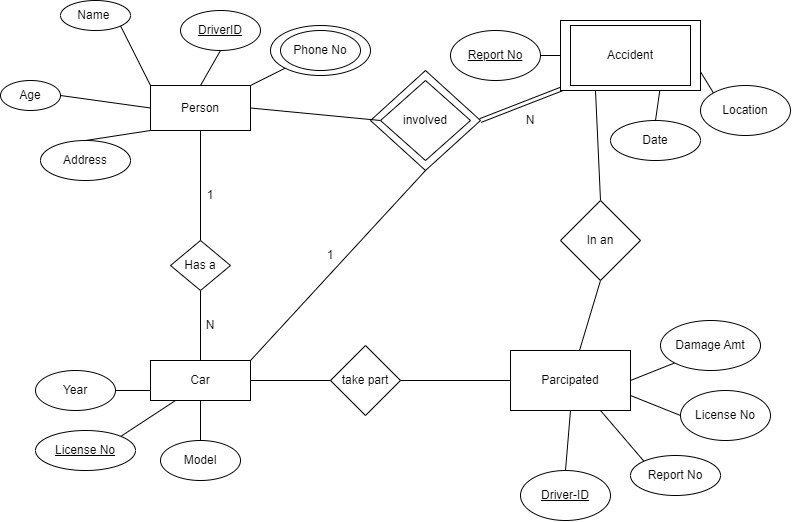 Name
DriverID
Phone No
Report No
Accident
Age
Person
involved
N
Location
Date
Address
1
In an
Has a
1
N
Damage Amt
Year
Car
take part
Parcipated
License No
License No
Model
Report No
Driver-ID